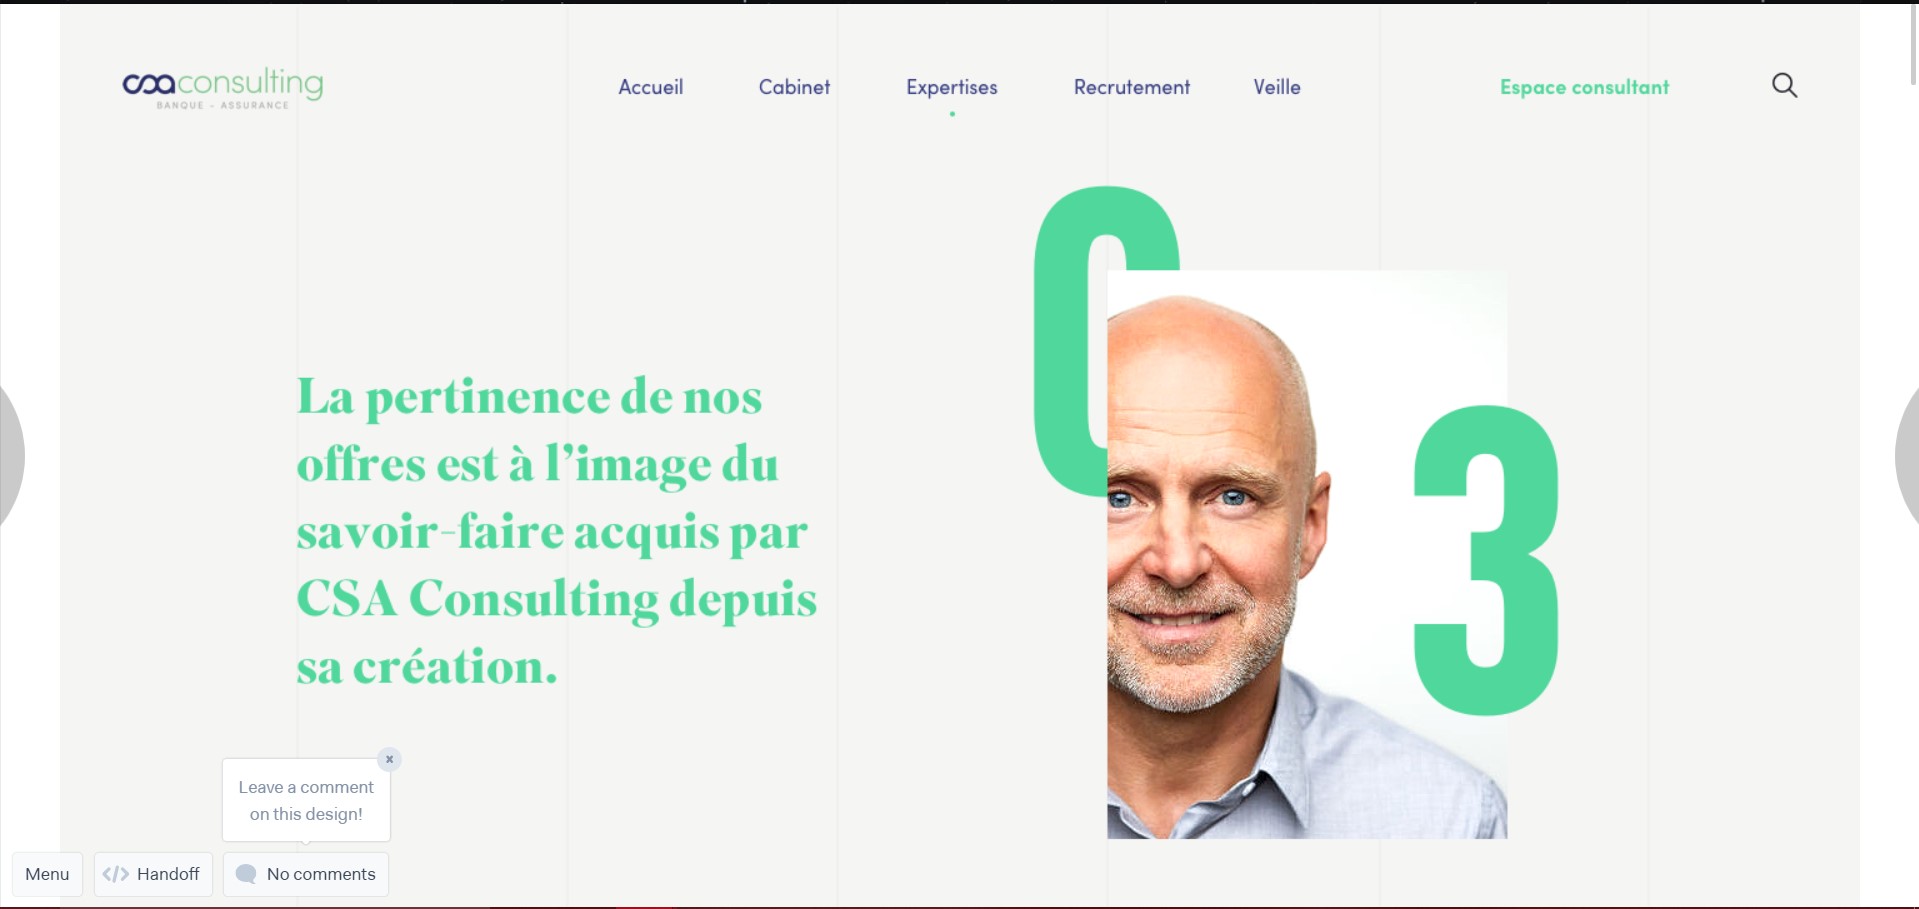 csaconsulting
BANQUE - ASSURANCE
Accueil
Cabinet
Expertises
Recrutement
Veille
Espace consultant
03
La pertinence de nos
offres est à l’image du
savoir-faire acquis par
CSA Consulting depuis
sa création.
Leave a comment
on this design!
Menu
Handoff
No comments